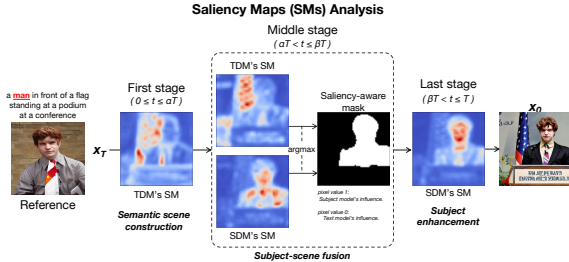 Saliency Maps (SMs) Analysis
Middle stage
( αT < t ≤ βT )
TDM's SM
a man in front of a flag
standing at a podium
at a conference
Reference
First stage
( 0 ≤ t ≤ αT )
x_T
TDM's SM
Semantic scene
construction
argmax
SDM's SM
Saliency-aware
mask
pixel value 1:
Subject model's influence.
pixel value 0:
Text model's influence.
Subject-scene fusion
Last stage
( βT < t ≤ T )
SDM's SM
Subject
enhancement
x_0